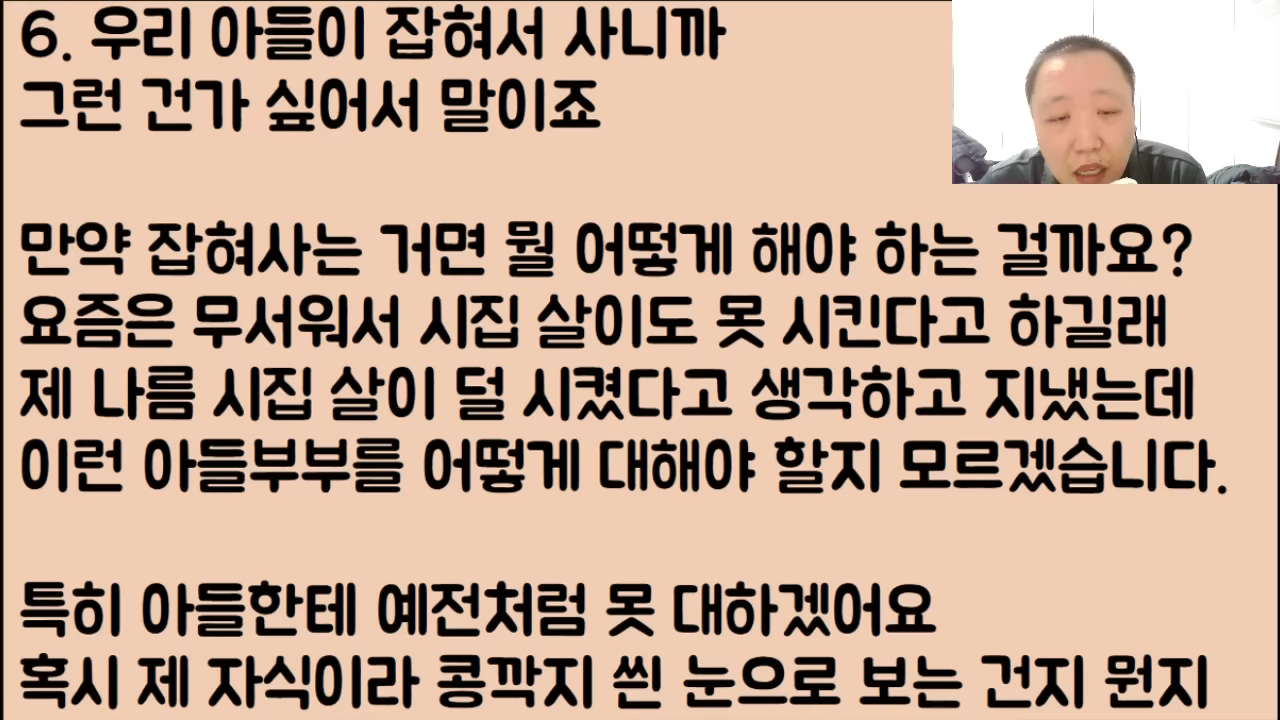 6. 우리 아들이 잡혀서 사니까
그런 건가 싶어서 말이죠
만약 잡혀사는 거면 뭘 어떻게 해야 하는 걸까요?
요즘은 무서워서 시집 살이도 못 시킨다고 하길래
제 나름 시집 살이 덜 시켰다고 생각하고 지냈는데
이런 아들부부를 어떻게 대해야 할지 모르겠습니다.
특히 아들한테 예전처럼 못 대하겠어요
혹시 제 자식이라 콩깍지 씐 눈으로 보는 건지 뭔지